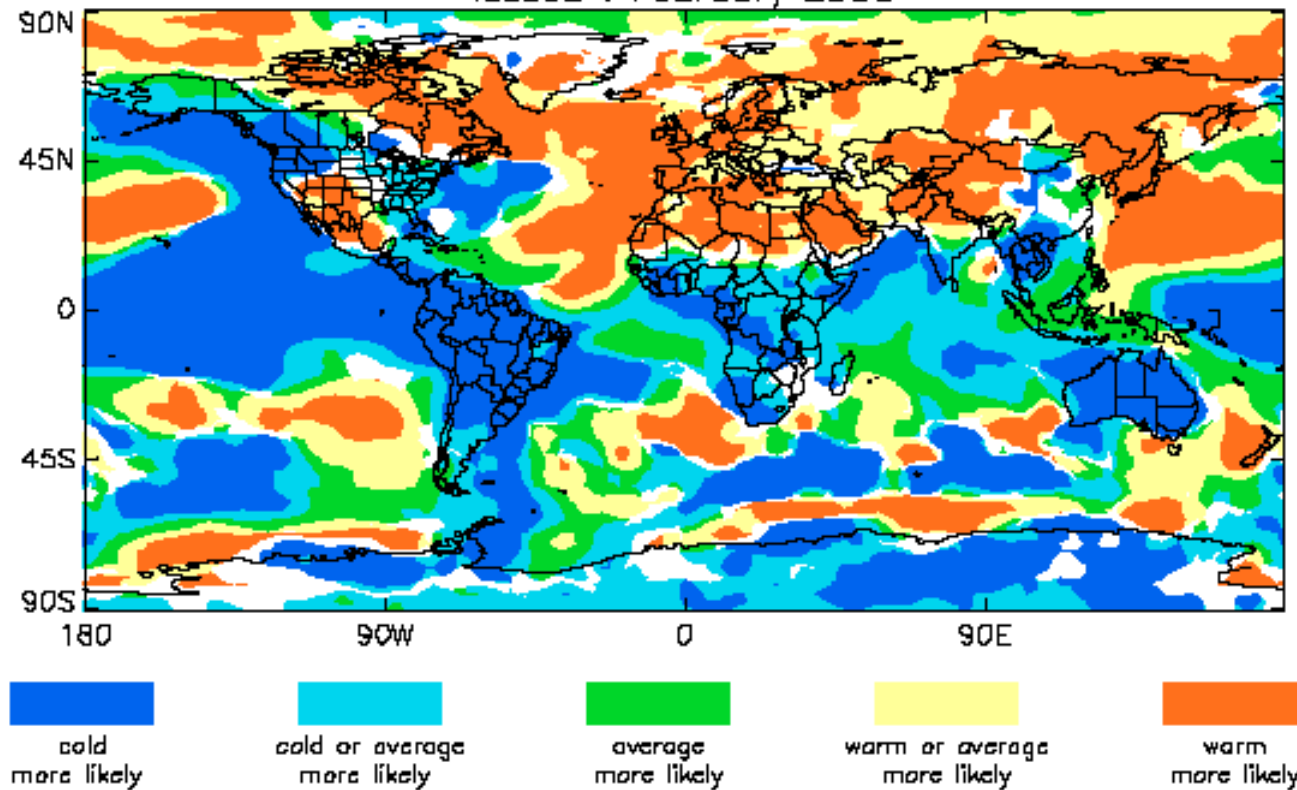 90N
45N
0
45S
90S
180 90W 0 90E
cold more likely
cold or average more likely
average more likely
warm or average more likely
warm more likely